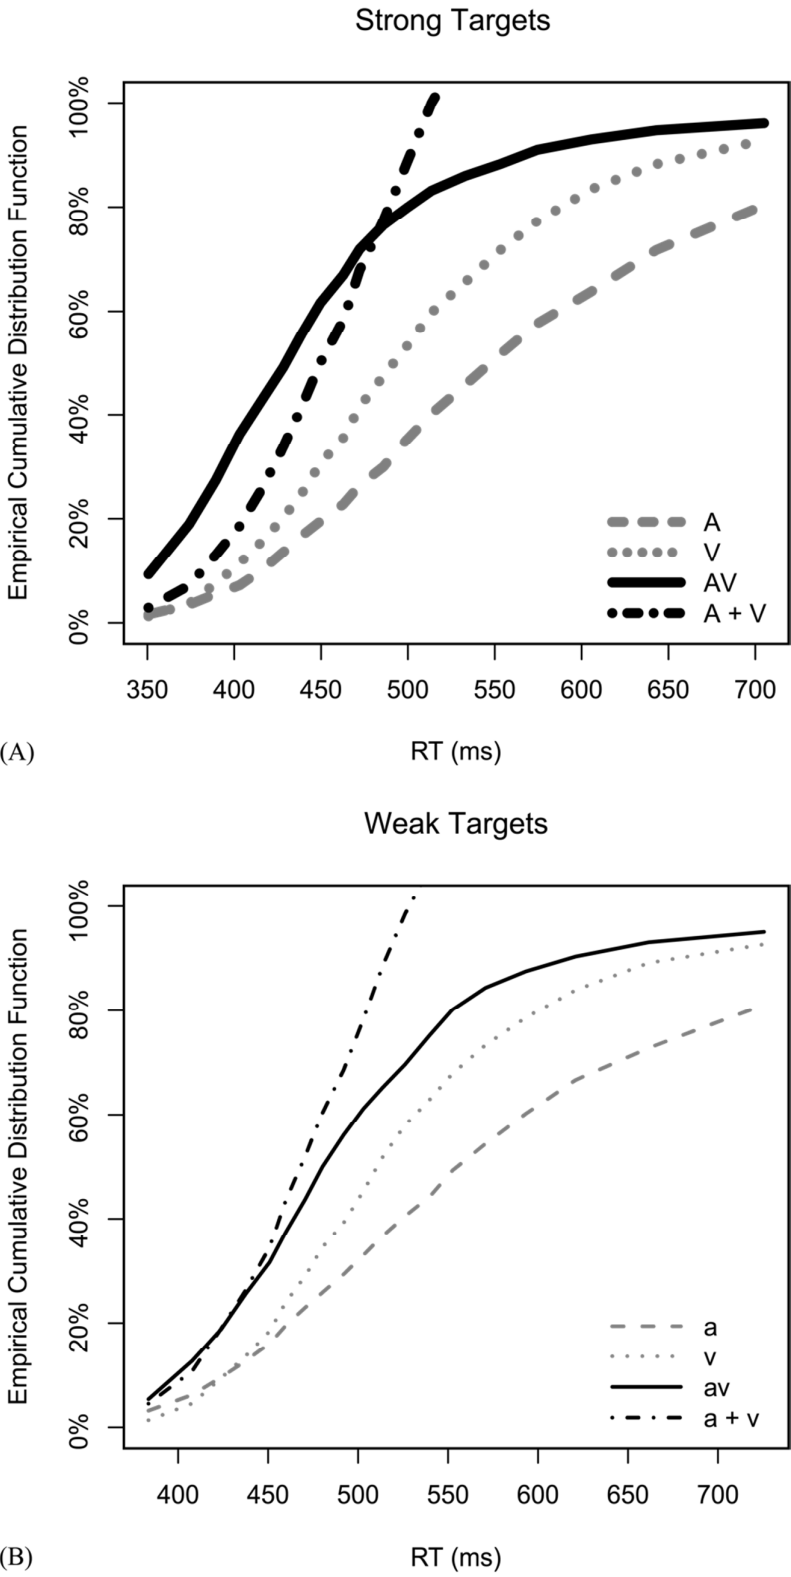 Strong Targets
Empirical Cumulative Distribution Function
100%
80%
60%
40%
20%
0%
A
V
AV
A + V
350 400 450 500 550 600 650 700
(A)
RT (ms)
Weak Targets
Empirical Cumulative Distribution Function
100%
80%
60%
40%
20%
0%
a
v
av
a + v
400 450 500 550 600 650 700
(B)
RT (ms)